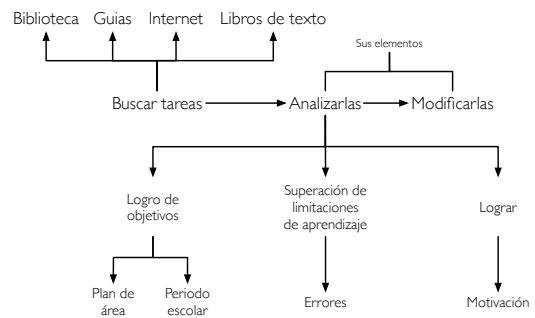 Biblioteca Guias Internet Libros de texto
Sus elementos
Buscar tareas Analizarlas Modificarlas
Logro de
objetivos
Superación de
limitaciones
de aprendizaje
Lograr
Plan de
área
Periodo
escolar
Errores
Motivación